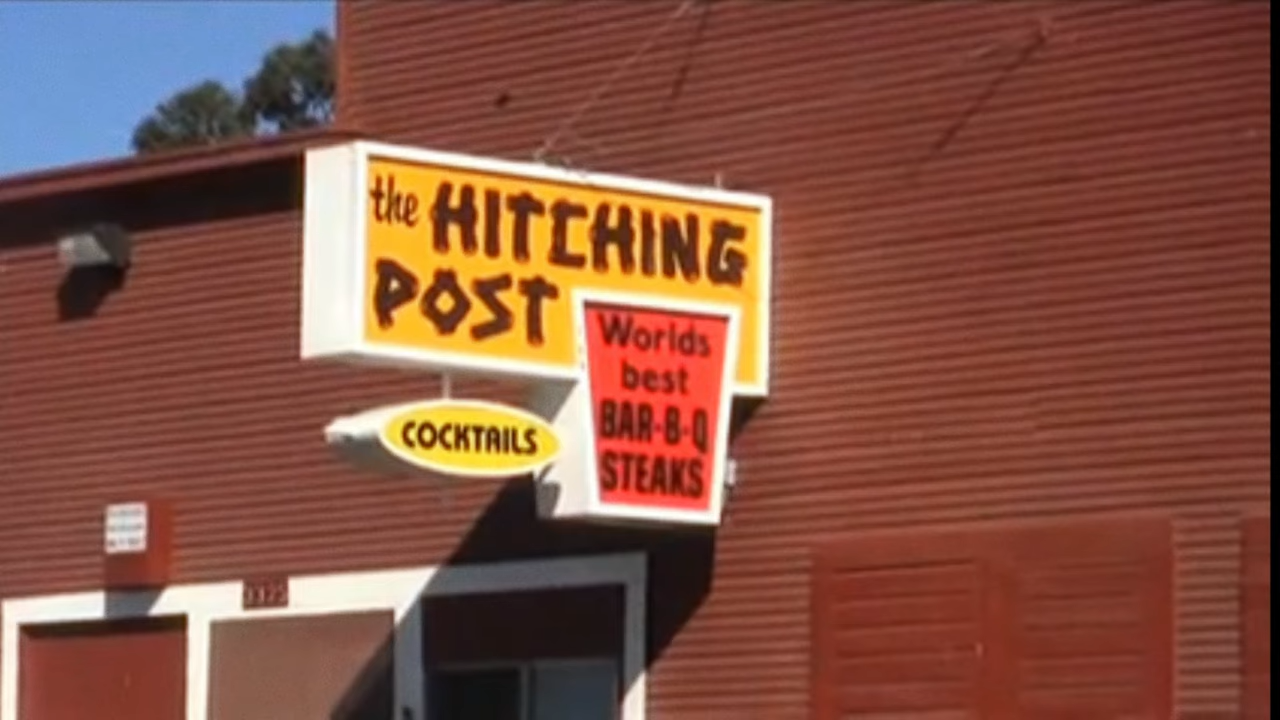 the HITCHING
POST
Worlds
best
BAR-B-Q
STEAKS
COCKTAILS